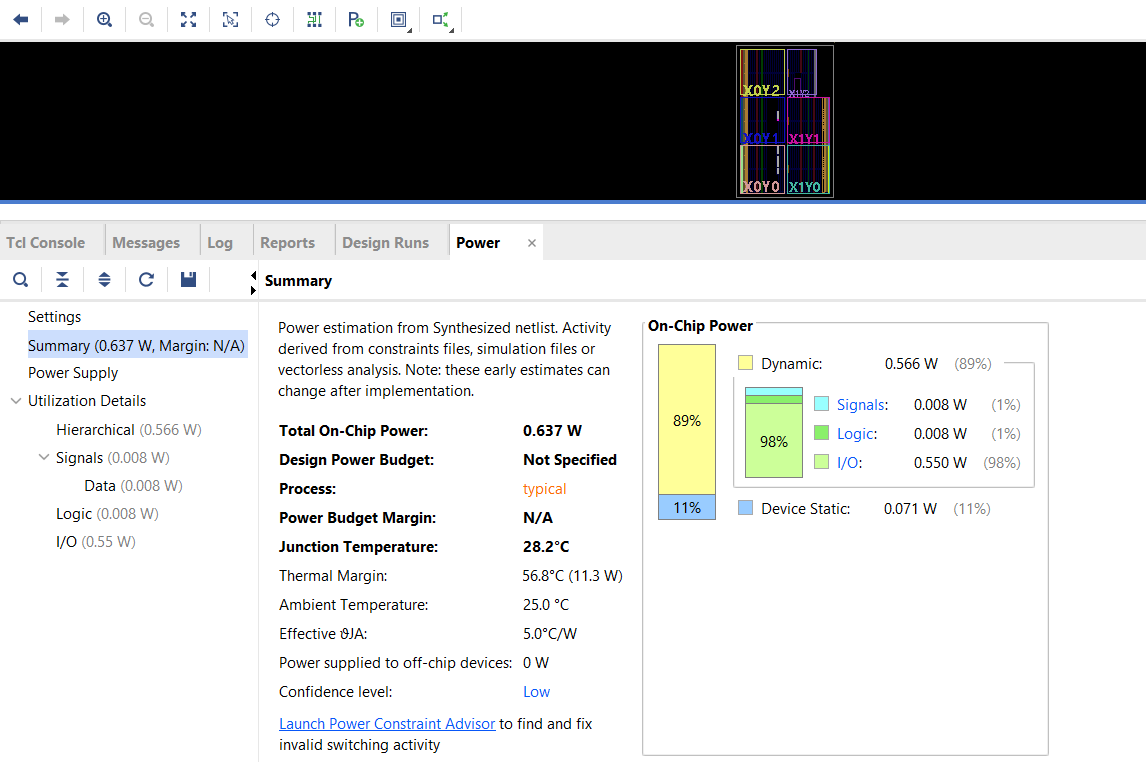 X0Y2
X1Y2
X0Y1 X1Y1
X0Y0 X1Y0
Tcl Console Messages Log Reports Design Runs Power ×
Summary
Settings
Summary (0.637 W, Margin: N/A)
Power Supply
Utilization Details
Hierarchical (0.566 W)
Signals (0.008 W)
Data (0.008 W)
Logic (0.008 W)
I/O (0.55 W)
Power estimation from Synthesized netlist. Activity
derived from constraints files, simulation files or
vectorless analysis. Note: these early estimates can
change after implementation.
Total On-Chip Power: 0.637 W
Design Power Budget: Not Specified
Process: typical
Power Budget Margin: N/A
Junction Temperature: 28.2°C
Thermal Margin: 56.8°C (11.3 W)
Ambient Temperature: 25.0 °C
Effective ϑJA: 5.0°C/W
Power supplied to off-chip devices: 0 W
Confidence level: Low
Launch Power Constraint Advisor to find and fix
invalid switching activity
On-Chip Power
Dynamic: 0.566 W (89%)
89%
98%
Signals: 0.008 W (1%)
Logic: 0.008 W (1%)
I/O: 0.550 W (98%)
11%
Device Static: 0.071 W (11%)